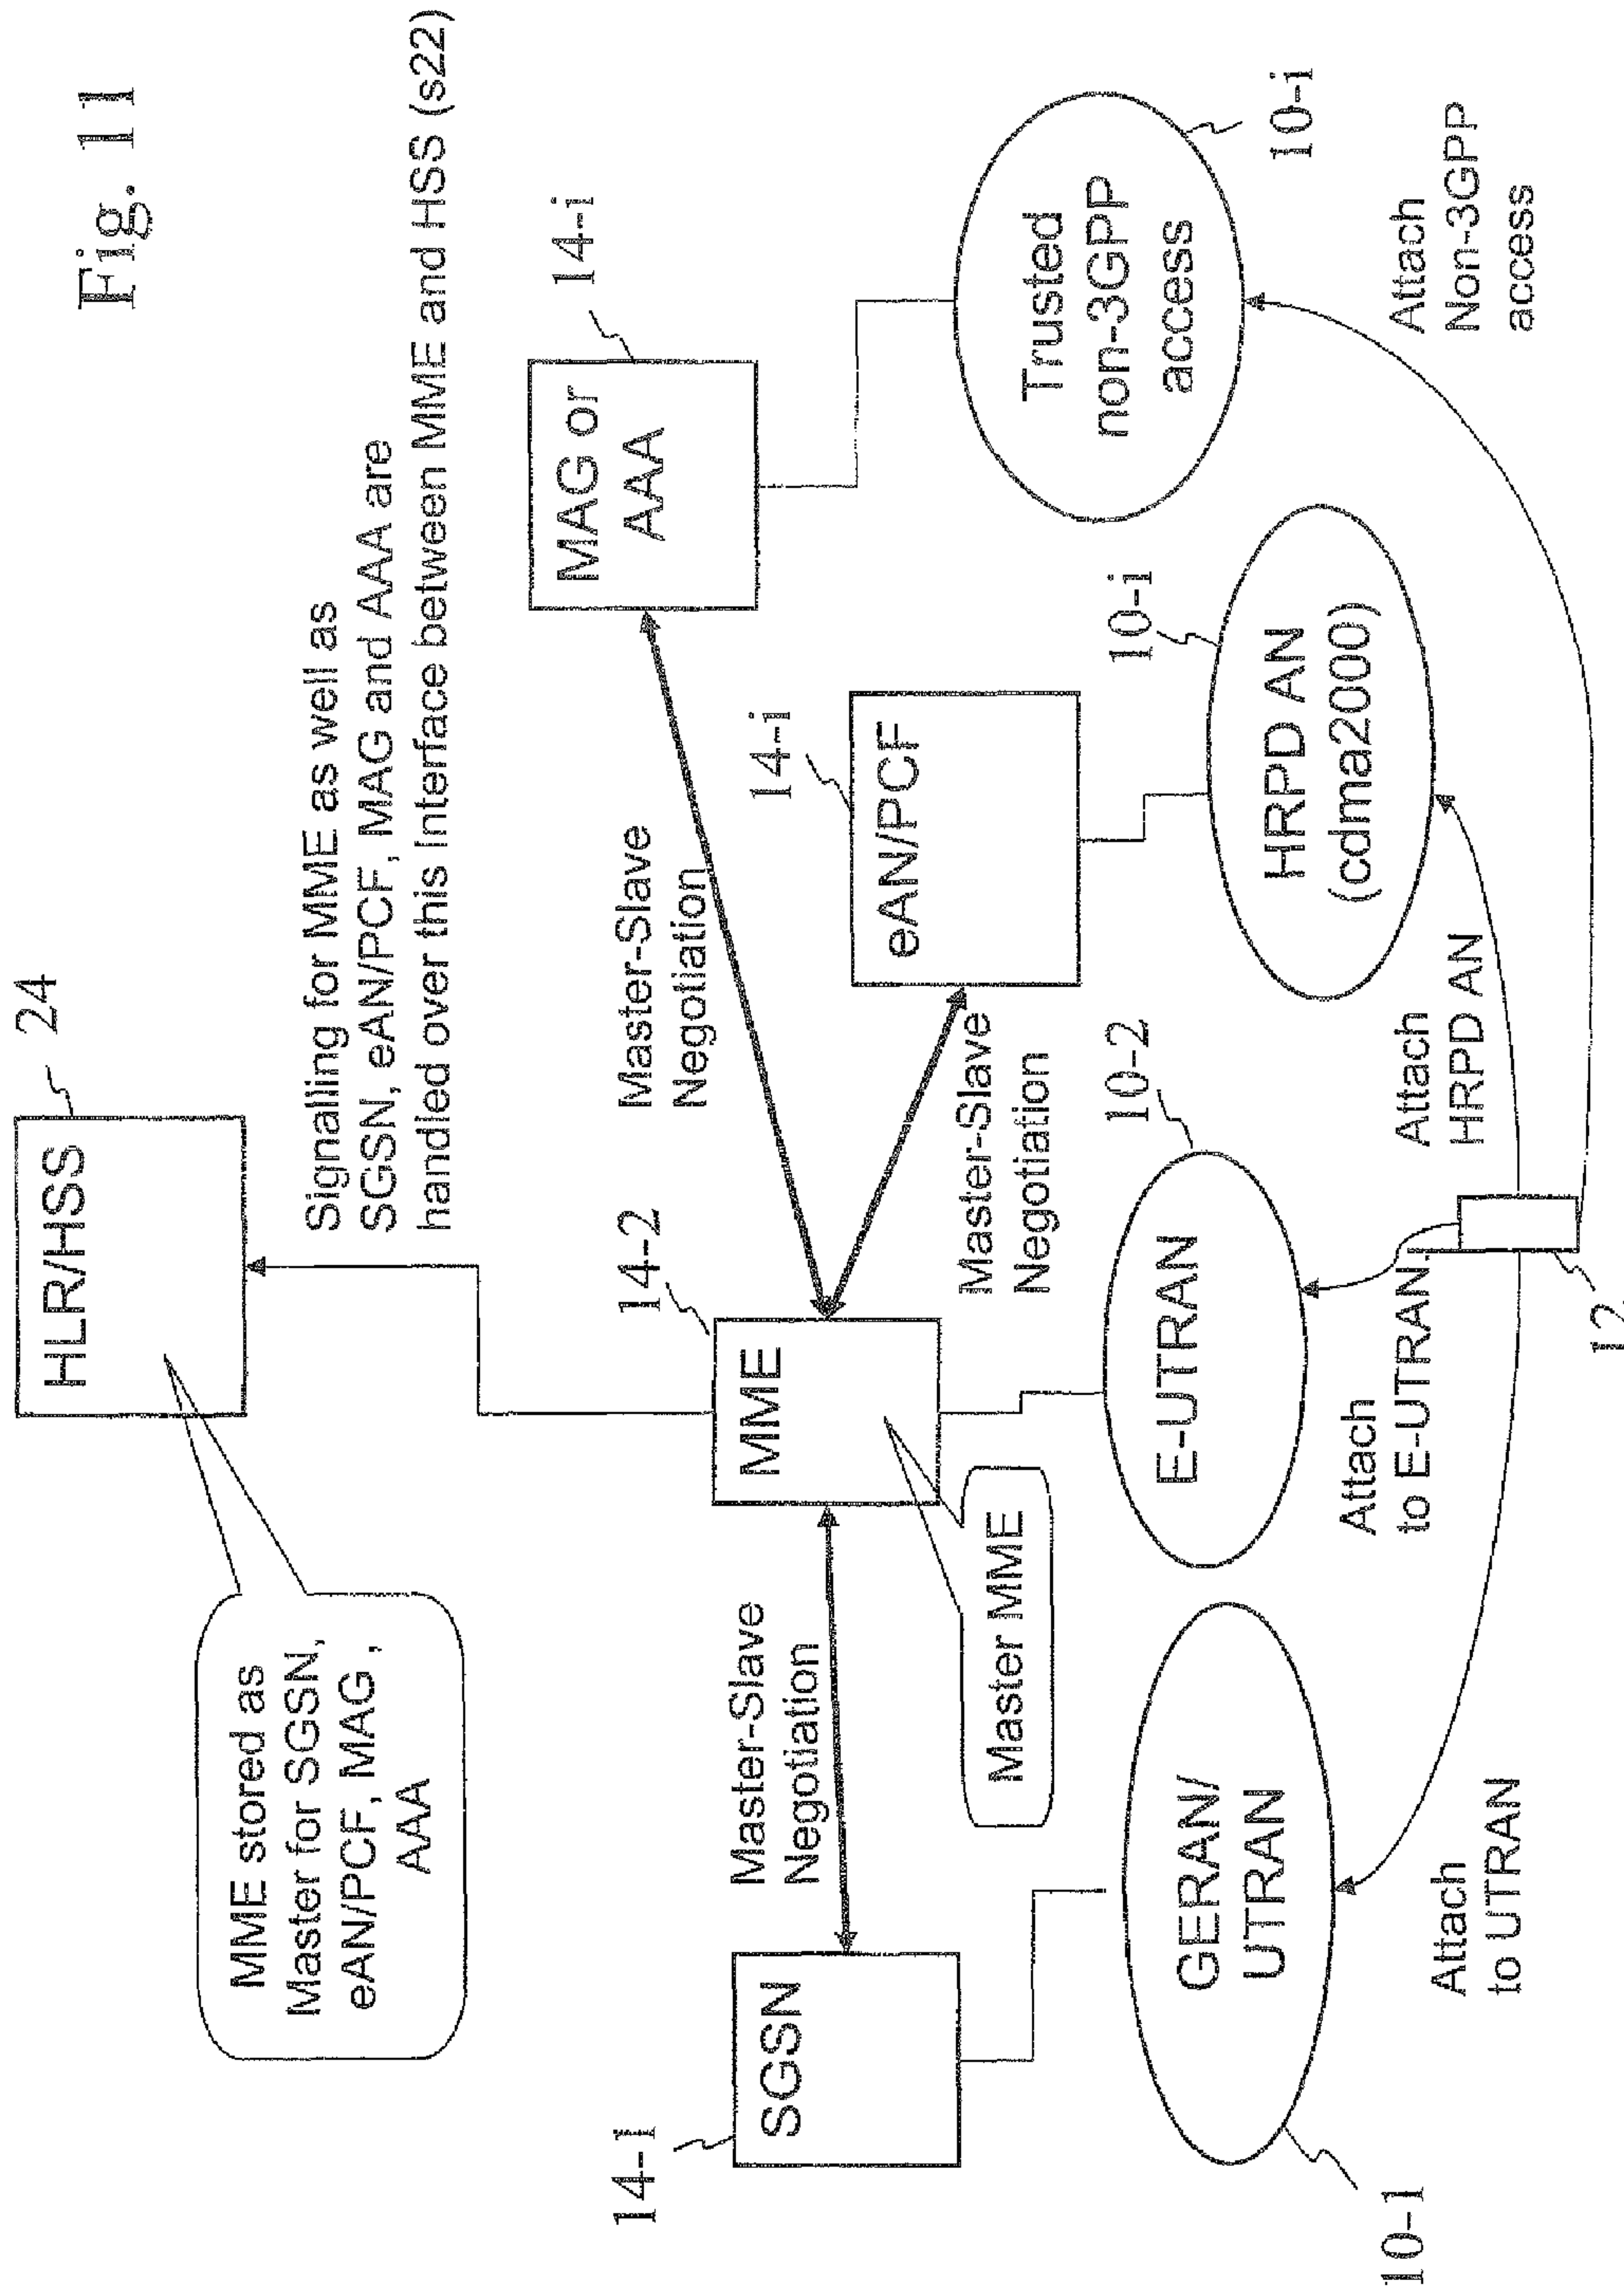 Fig. 11
HLR/HSS
24
MME stored as
Master for SGSN,
eAN/PCF, MAG ,
AAA
Signalling for MME as well as
SGSN, eAN/PCF, MAG and AAA are
handled over this Interface between MME and HSS (s22)
14-1
SGSN
Master-Slave
Negotiation
14-2
MME
Master MME
Master-Slave
Negotiation
Master-Slave
Negotiation
14-i
eAN/PCF
14-i
MAG or
AAA
10-1
GERAN/
UTRAN
10-2
E-UTRAN
10-i
HRPD AN
(cdma2000)
10-i
Trusted
non-3GPP
access
Attach
to UTRAN
Attach
to E-UTRAN
Attach
HRPD AN
Attach
Non-3GPP
access
12